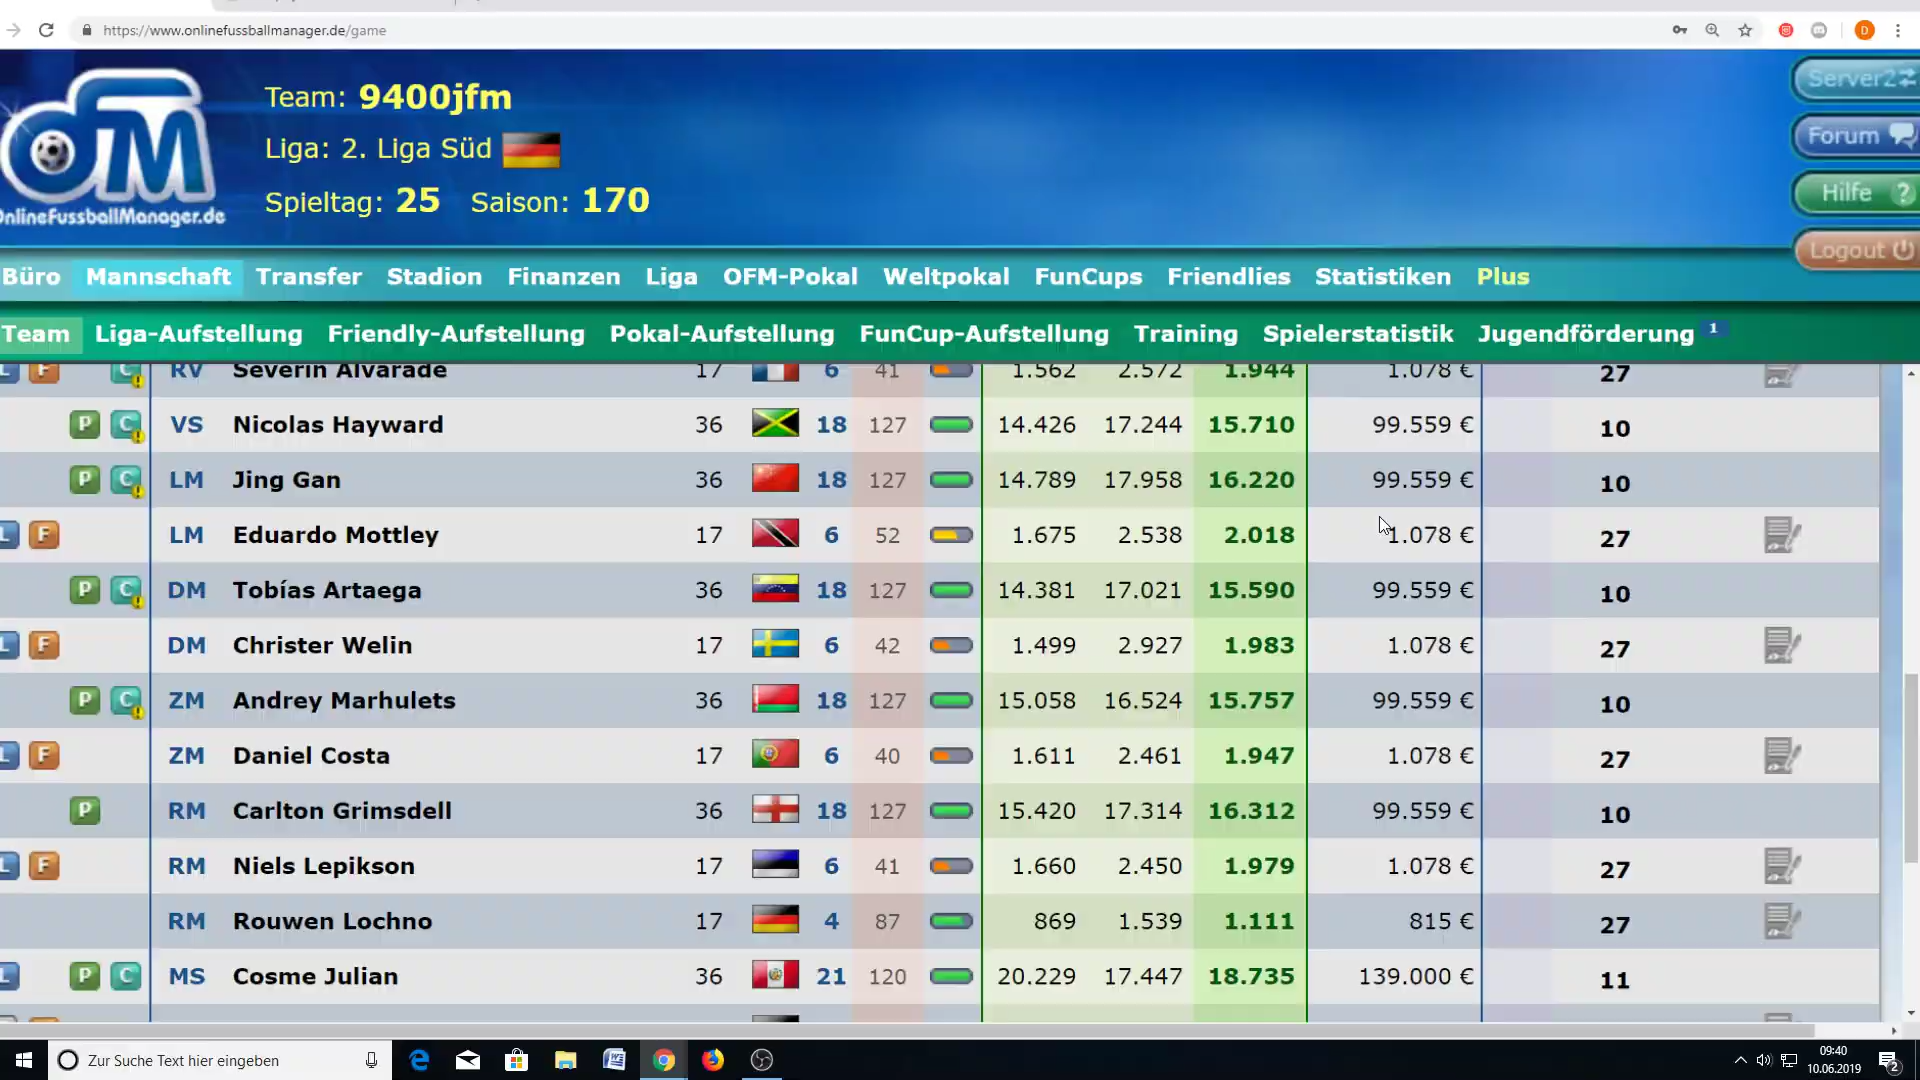 https://www.onlinefussballmanager.de/game
D
OFM
OnlineFussballManager.de
Team: 9400jfm
Liga: 2. Liga Süd
Spieltag: 25 Saison: 170
Server2
Forum
Hilfe ?
Logout
Büro Mannschaft Transfer Stadion Finanzen Liga OFM-Pokal Weltpokal FunCups Friendlies Statistiken Plus
Team Liga-Aufstellung Friendly-Aufstellung Pokal-Aufstellung FunCup-Aufstellung Training Spielerstatistik Jugendförderung 1
L F C RV Severin Alvarade 17 6 41 1.562 2.572 1.944 1.078 € 27
P C VS Nicolas Hayward 36 18 127 14.426 17.244 15.710 99.559 € 10
P C LM Jing Gan 36 18 127 14.789 17.958 16.220 99.559 € 10
L F LM Eduardo Mottley 17 6 52 1.675 2.538 2.018 1.078 € 27
P C DM Tobías Artaega 36 18 127 14.381 17.021 15.590 99.559 € 10
L F DM Christer Welin 17 6 42 1.499 2.927 1.983 1.078 € 27
P C ZM Andrey Marhulets 36 18 127 15.058 16.524 15.757 99.559 € 10
L F ZM Daniel Costa 17 6 40 1.611 2.461 1.947 1.078 € 27
P RM Carlton Grimsdell 36 18 127 15.420 17.314 16.312 99.559 € 10
L F RM Niels Lepikson 17 6 41 1.660 2.450 1.979 1.078 € 27
RM Rouwen Lochno 17 4 87 869 1.539 1.111 815 € 27
L P C MS Cosme Julian 36 21 120 20.229 17.447 18.735 139.000 € 11
Zur Suche Text hier eingeben
09:40
10.06.2019
2